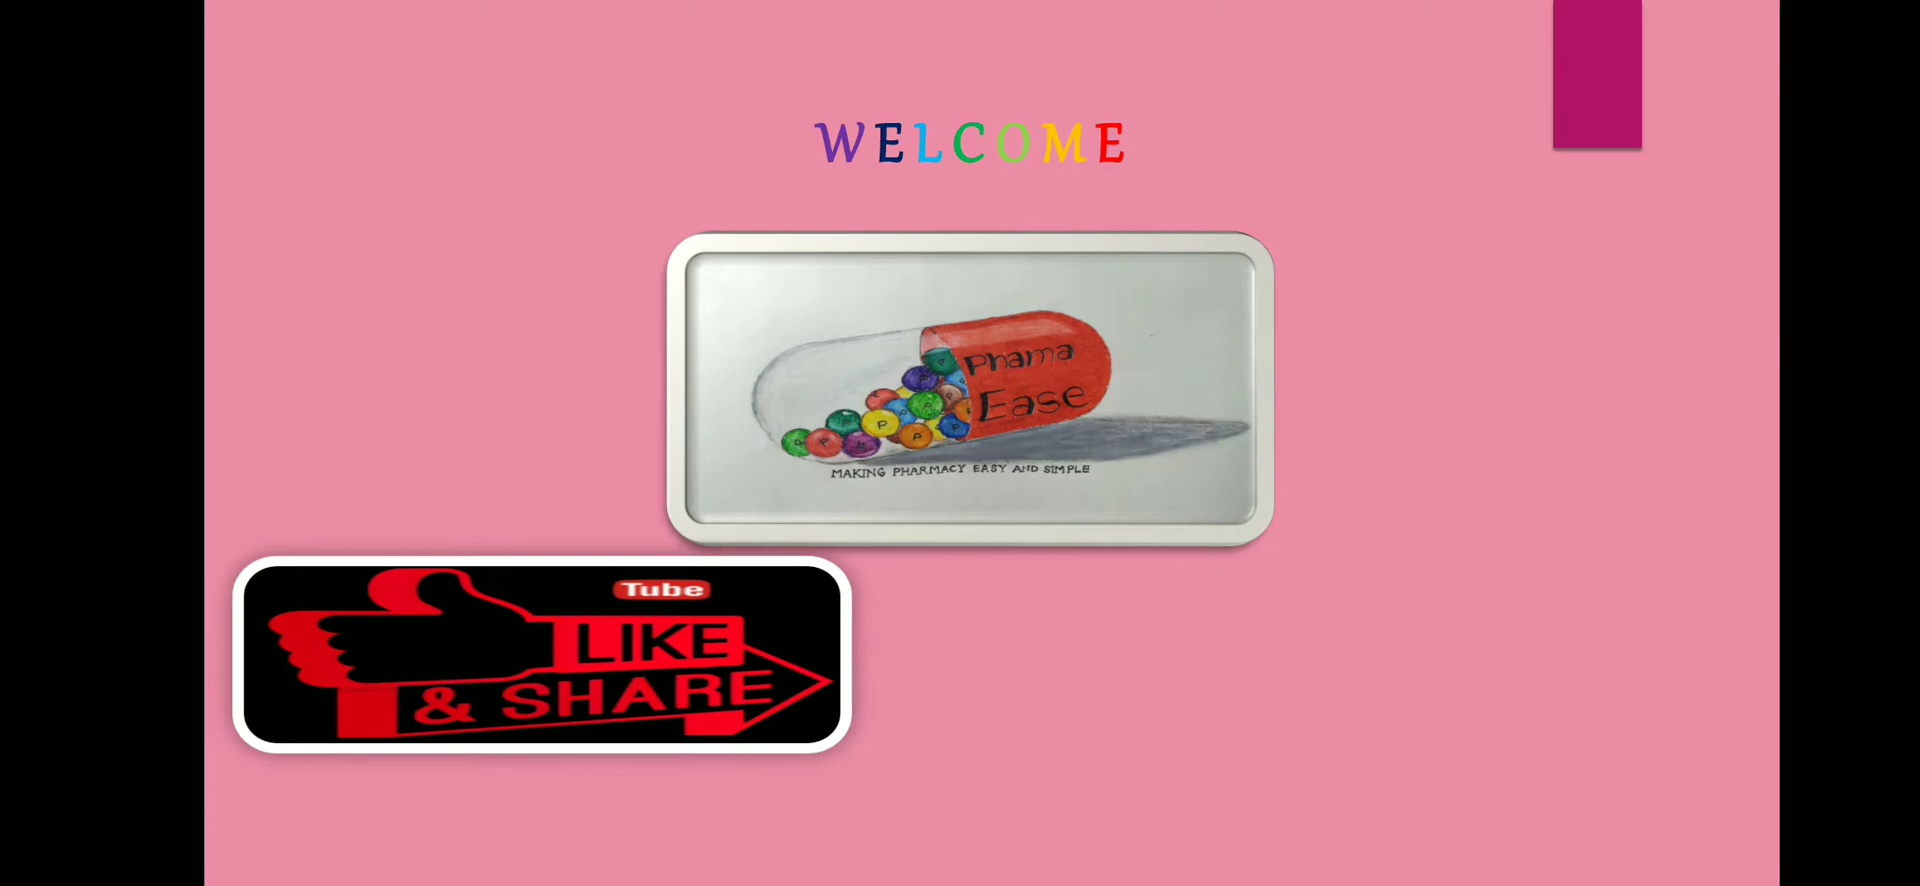 WELCOME
Phama
Ease
MAKING PHARMACY EASY AND SIMPLE
Tube
LIKE
& SHARE